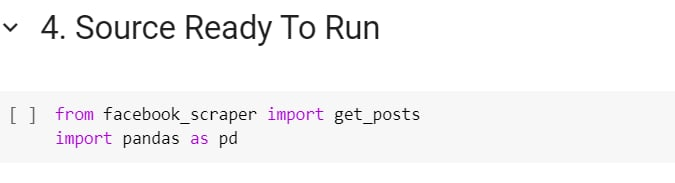 4. Source Ready To Run
[ ] from facebook_scraper import get_posts
import pandas as pd